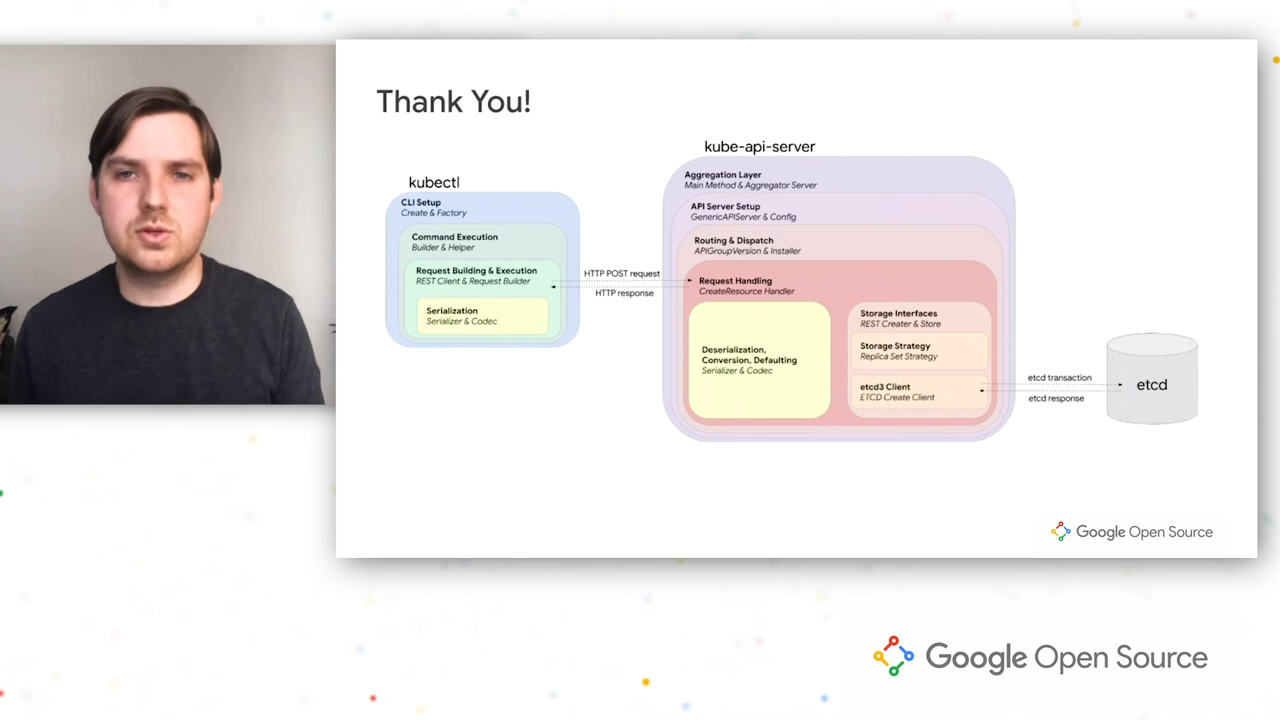 Thank You!
kubectl
CLI Setup
Create & Factory
Command Execution
Builder & Helper
Request Building & Execution
REST Client & Request Builder
Serialization
Serializer & Codec
HTTP POST request
HTTP response
kube-api-server
Aggregation Layer
Main Method & Aggregator Server
API Server Setup
GenericAPIServer & Config
Routing & Dispatch
APIGroupVersion & Installer
Request Handling
CreateResource Handler
Deserialization,
Conversion, Defaulting
Serializer & Codec
Storage Interfaces
REST Creater & Store
Storage Strategy
Replica Set Strategy
etcd3 Client
ETCD Create Client
etcd transaction
etcd response
etcd
Google Open Source
Google Open Source